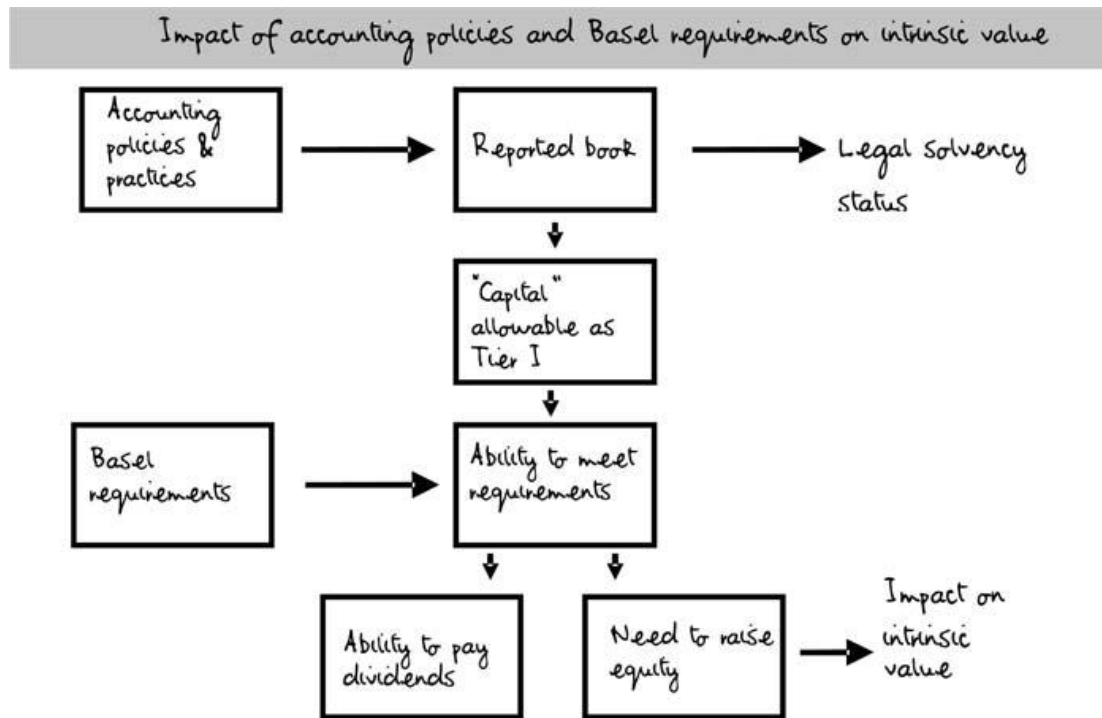 Impact of accounting policies and Basel requirements on intrinsic value
Accounting
policies &
practices
Reported book
Legal solvency
status
"Capital"
allowable as
Tier I
Basel
requirements
Ability to meet
requirements
Ability to pay
dividends
Need to raise
equity
Impact on
intrinsic
value